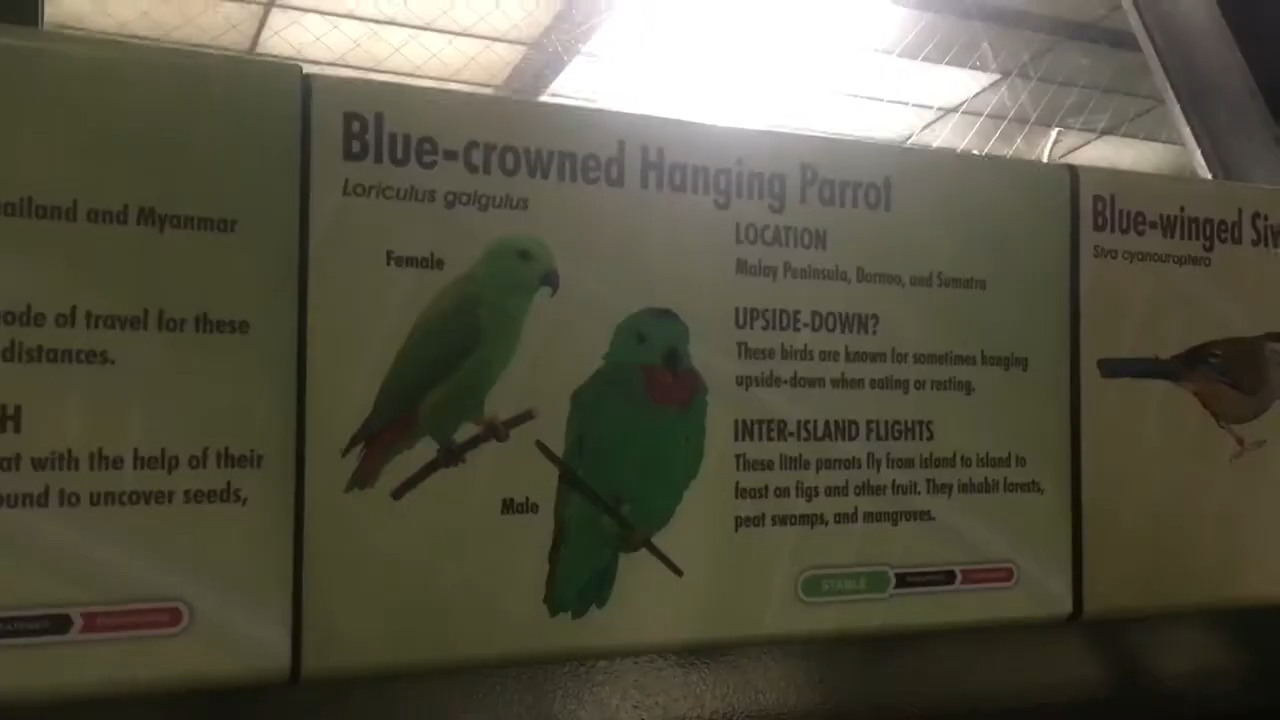 ailand and Myanmar
ode of travel for these
distances.
H
at with the help of their
ound to uncover seeds,
Blue-crowned Hanging Parrot
Loriculus galgulus
Female
Male
LOCATION
Malay Peninsula, Borneo, and Sumatra
UPSIDE-DOWN?
These birds are known for sometimes hanging
upside-down when eating or resting.
INTER-ISLAND FLIGHTS
These little parrots fly from island to island to
feast on figs and other fruit. They inhabit forests,
peat swamps, and mangroves.
STABLE
Blue-winged Siv
Siva cyanouroptera